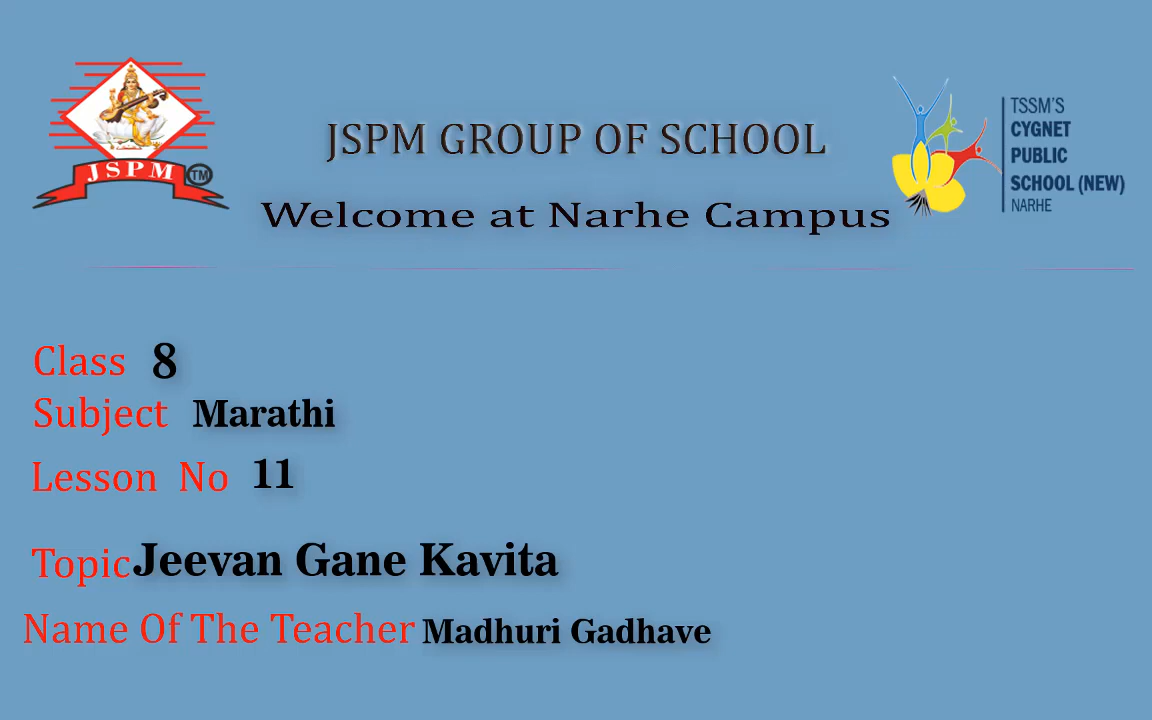 JSPM
TM
JSPM GROUP OF SCHOOL
Welcome at Narhe Campus
TSSM'S
CYGNET
PUBLIC
SCHOOL (NEW)
NARHE
Class 8
Subject Marathi
Lesson No 11
Topic Jeevan Gane Kavita
Name Of The Teacher Madhuri Gadhave